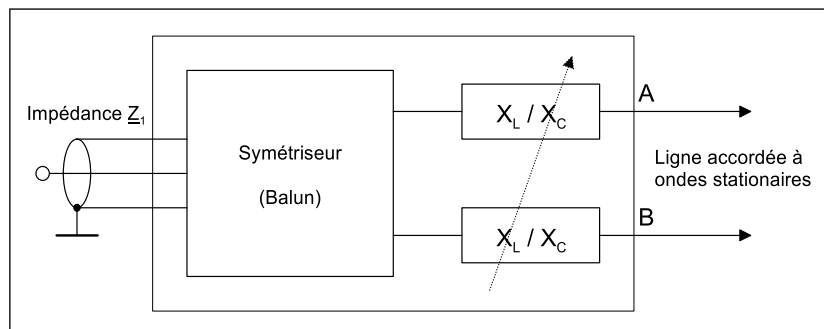 Impédance Z1
Symétriseur
(Balun)
XL / XC
XL / XC
A
B
Ligne accordée à
ondes stationaires